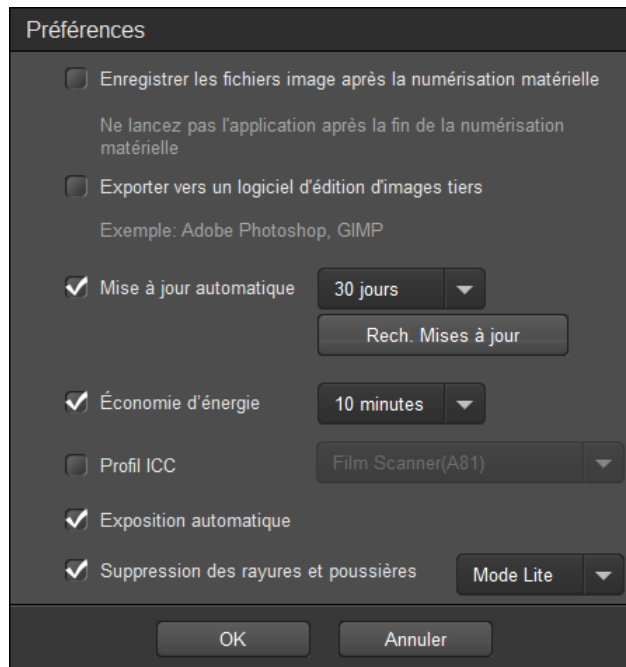 Préférences
Enregistrer les fichiers image après la numérisation matérielle
Ne lancez pas l'application après la fin de la numérisation
matérielle
Exporter vers un logiciel d'édition d'images tiers
Exemple: Adobe Photoshop, GIMP
Mise à jour automatique 30 jours
Rech. Mises à jour
Économie d’énergie 10 minutes
Profil ICC Film Scanner(A81)
Exposition automatique
Suppression des rayures et poussières Mode Lite
OK Annuler